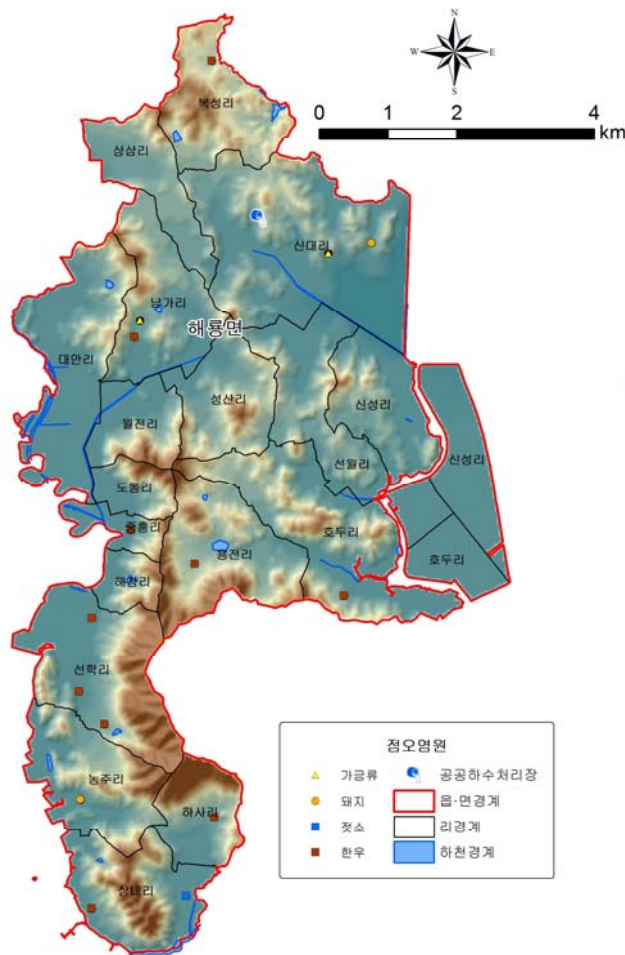 N
W E
S
0 1 2 4
km
복성리
상삼리
신대리
남가리
해룡면
대안리
성산리
신성리
월전리
선월리
신성리
도롱리
중흥리
호두리
용전리
호두리
해창리
선학리
농주리
하사리
상내리
점오염원
가금류 공공하수처리장
돼지 읍·면경계
젖소 리경계
한우 하천경계